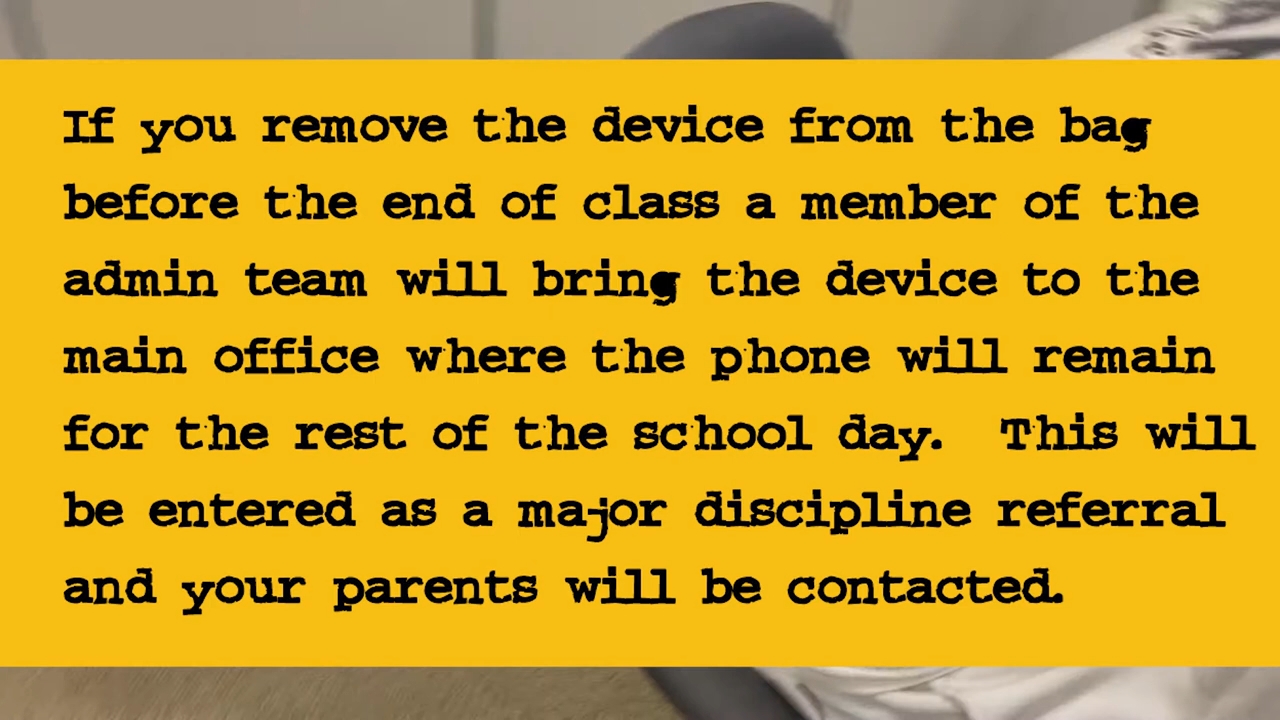 If you remove the device from the bag
before the end of class a member of the
admin team will bring the device to the
main office where the phone will remain
for the rest of the school day.  This will
be entered as a major discipline referral
and your parents will be contacted.